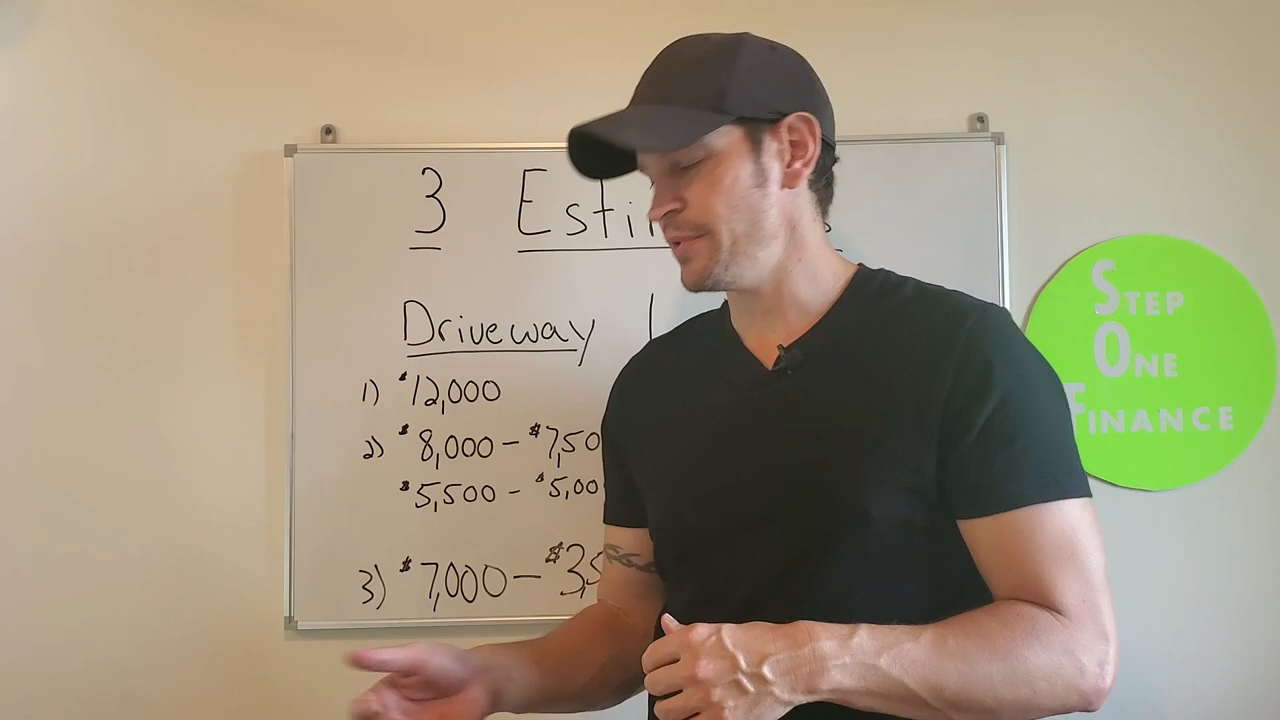 3 Esti
Driveway
1) $12,000
2) $8,000 - $7,50
$5,500 - $5,00
3) $7,000 - $3,5
STEP
ONE
FINANCE